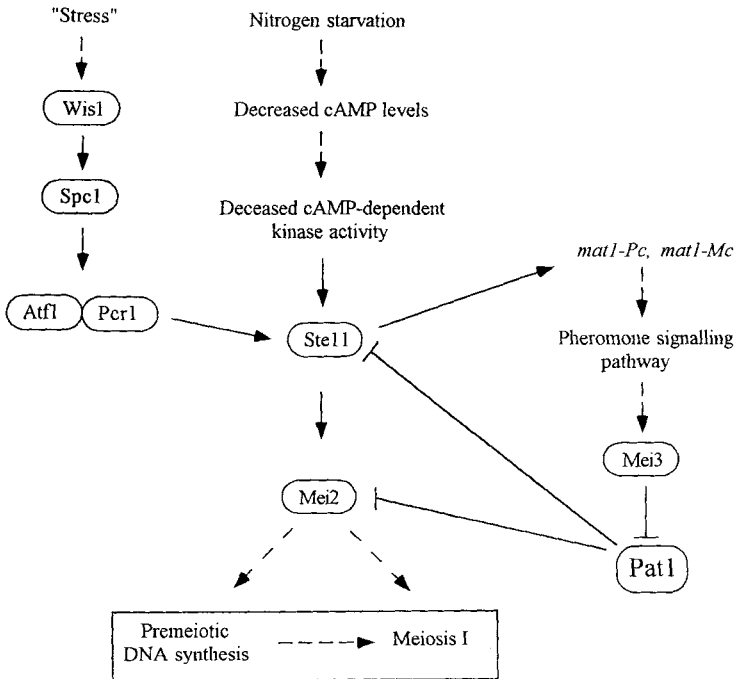 "Stress"
Nitrogen starvation
Wis1
Decreased cAMP levels
Spc1
Deceased cAMP-dependent
kinase activity
mat1-Pc, mat1-Mc
Atf1 Pcr1
Ste11
Pheromone signalling
pathway
Mei3
Mei2
Pat1
Premeiotic
DNA synthesis
Meiosis I